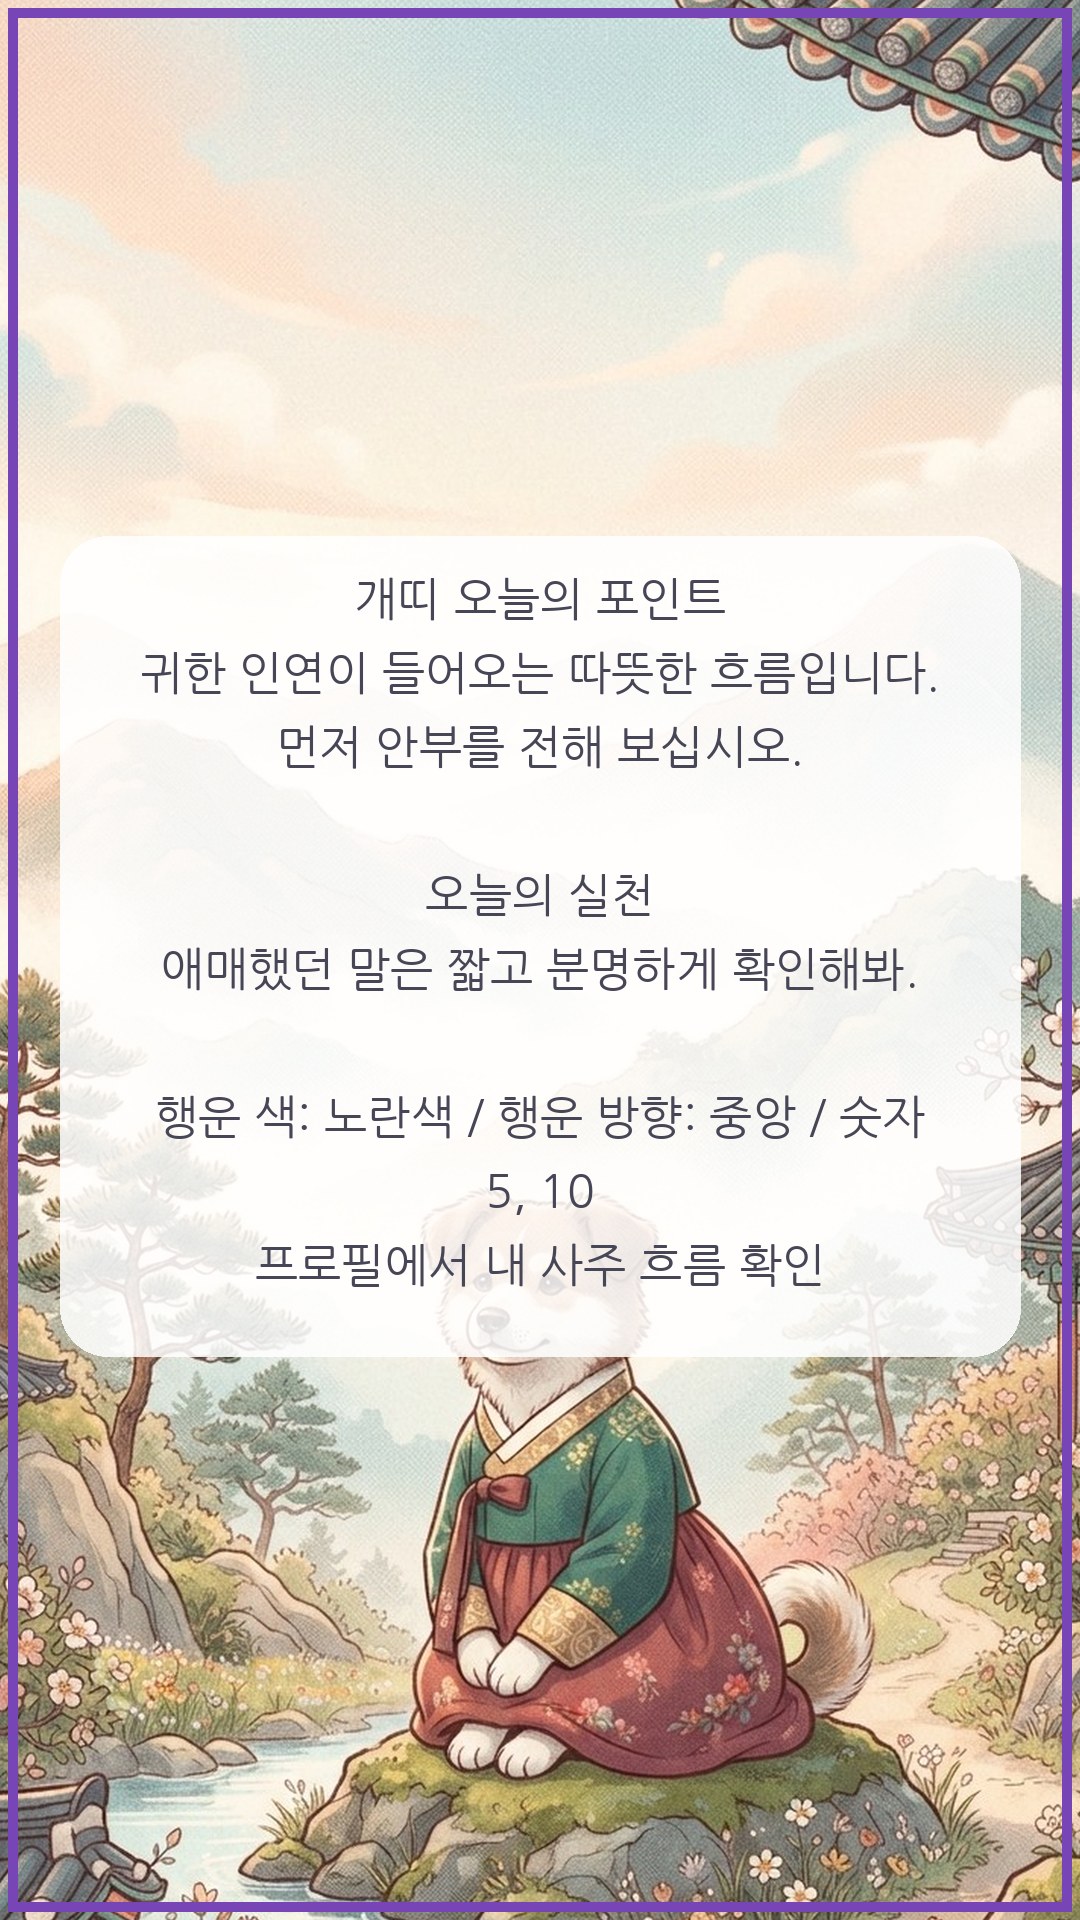 개띠 오늘의 포인트
귀한 인연이 들어오는 따뜻한 흐름입니다.
먼저 안부를 전해 보십시오.
오늘의 실천
애매했던 말은 짧고 분명하게 확인해봐.
행운 색: 노란색 / 행운 방향: 중앙 / 숫자
5, 10
프로필에서 내 사주 흐름 확인